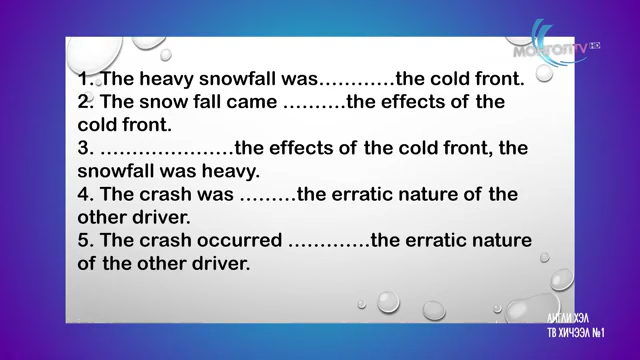 МОНГОЛ TV HD
1. The heavy snowfall was…………the cold front.
2. The snow fall came ……….the effects of the
cold front.
3. ………………….the effects of the cold front, the
snowfall was heavy.
4. The crash was ………the erratic nature of the
other driver.
5. The crash occurred ………….the erratic nature
of the other driver.
АНГЛИ ХЭЛ
ТВ ХИЧЭЭЛ №1